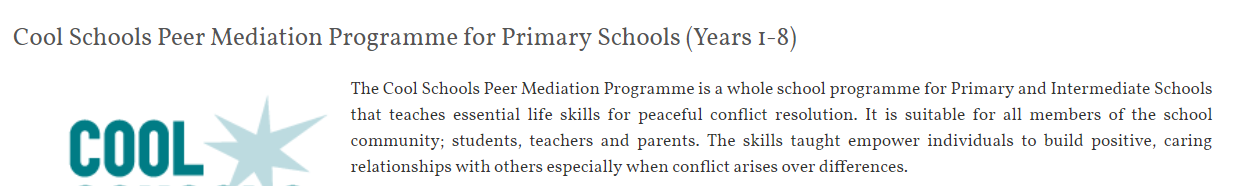 Cool Schools Peer Mediation Programme for Primary Schools (Years 1-8)
The Cool Schools Peer Mediation Programme is a whole school programme for Primary and Intermediate Schools
that teaches essential life skills for peaceful conflict resolution. It is suitable for all members of the school
community; students, teachers and parents. The skills taught empower individuals to build positive, caring
relationships with others especially when conflict arises over differences.
COOL